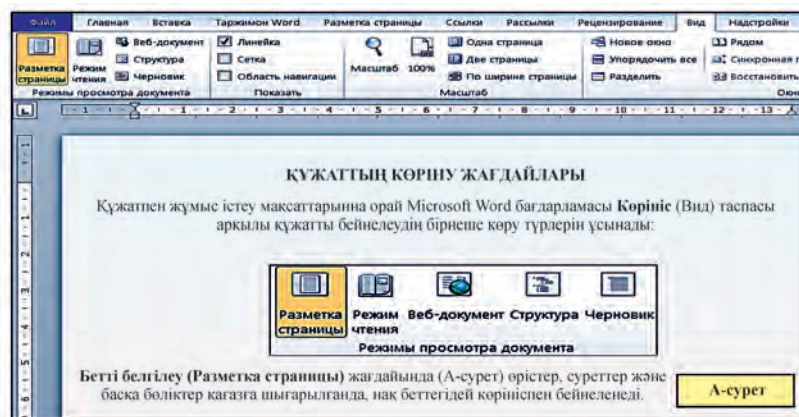 Файл Главная Вставка Таржимон Word Разметка страницы Ссылки Рассылки Рецензирование Вид Надстройки
Разметка страницы
Режим чтения
Веб-документ
Структура
Черновик
Режимы просмотра документа
Линейка
Сетка
Область навигации
Показать
Масштаб
100%
Одна страница
Две страницы
По ширине страницы
Масштаб
Новое окно
Упорядочить все
Разделить
Рядом
Синхронная
Восстановить
ҚҰЖАТТЫҢ КӨРІНУ ЖАҒДАЙЛАРЫ
Құжатпен жұмыс істеу мақсаттарынна орай Microsoft Word бағдарламасы Көрініс (Вид) таспасы
арқылы құжатты бейнелеудің бірнеше көру түрлерін ұсынады:
Разметка Режим Веб-документ Структура Черновик
страницы чтения
Режимы просмотра документа
Бетті белгілеу (Разметка страницы) жағдайында (А-сурет) өрістер, суреттер және
басқа бөліктер қағазға шығарылғанда, нақ беттегідей көрініспен бейнеленеді.
А-сурет